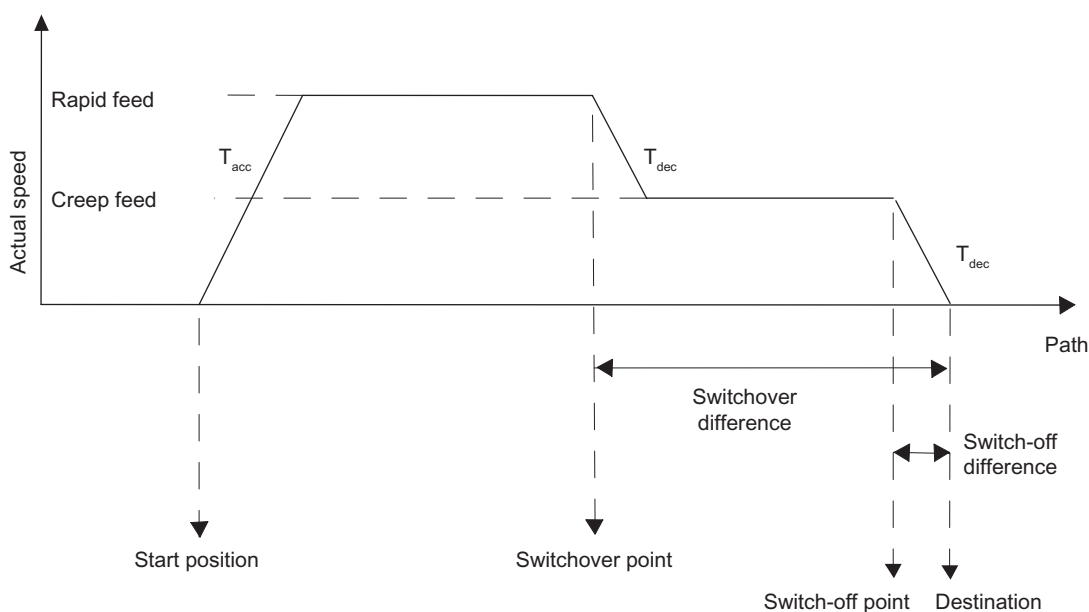 Rapid feed
T_acc
T_dec
Creep feed
Actual speed
T_dec
Path
Switchover
difference
Switch-off
difference
Start position
Switchover point
Switch-off point
Destination